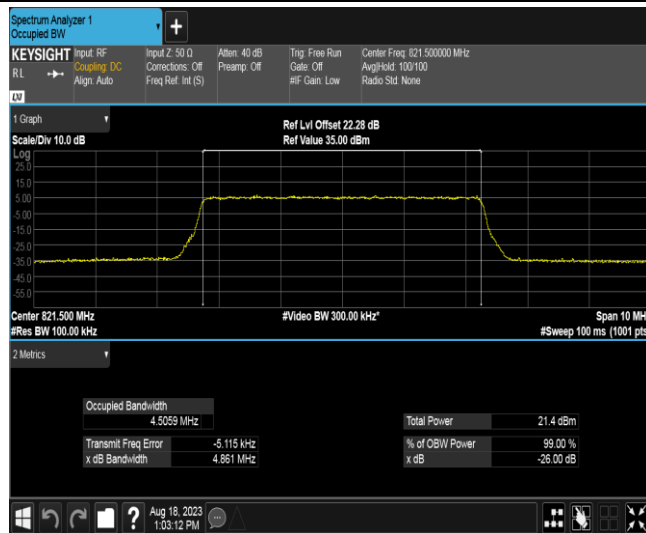 Spectrum Analyzer 1
Occupied BW
KEYSIGHT Input: RF Input Z: 50 Ω Atten: 40 dB Trig: Free Run Center Freq: 821.500000 MHz
RL Coupling: DC Corrections: Off Preamp: Off Gate: Off Avg|Hold: 100/100
Align: Auto Freq Ref: Int (S) #IF Gain: Low Radio Std: None
1 Graph
Ref Lvl Offset 22.28 dB
Scale/Div 10.0 dB Ref Value 35.00 dBm
Log
25.0
15.0
5.00
-5.00
-15.0
-25.0
-35.0
-45.0
-55.0
Center 821.500 MHz #Video BW 300.00 kHz* Span 10 MH
#Res BW 100.00 kHz #Sweep 100 ms (1001 pts
2 Metrics
Occupied Bandwidth
4.5059 MHz Total Power 21.4 dBm
Transmit Freq Error -5.115 kHz % of OBW Power 99.00 %
x dB Bandwidth 4.861 MHz x dB -26.00 dB
? Aug 18, 2023
1:03:12 PM